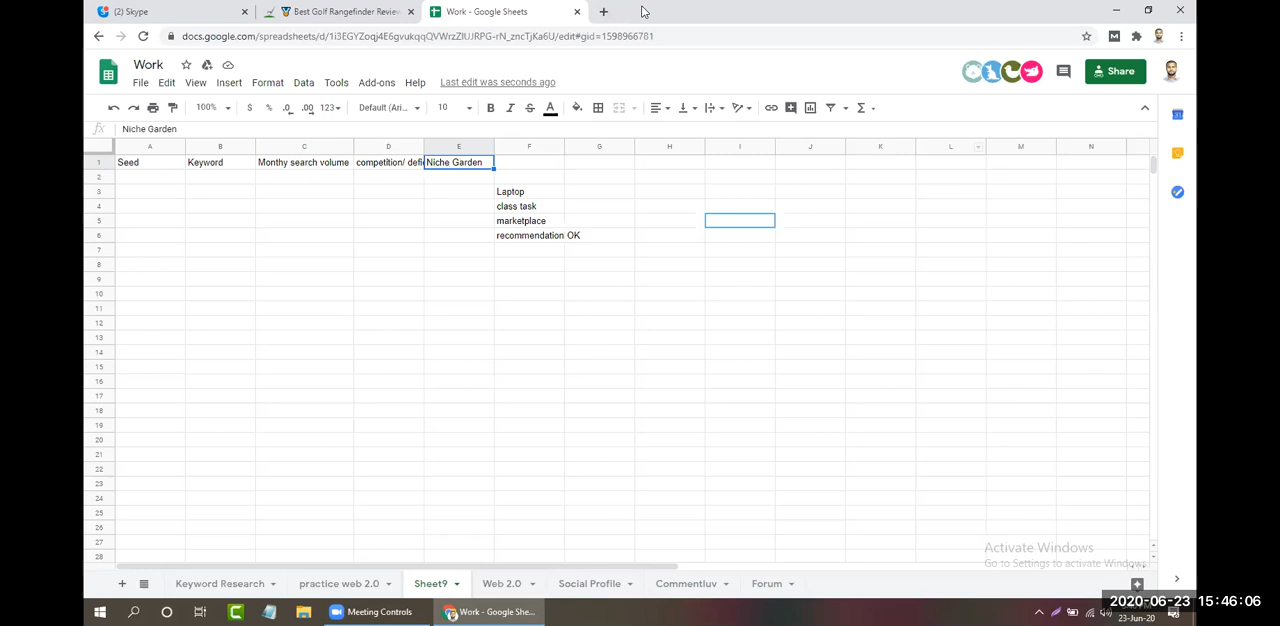 (2) Skype
Best Golf Rangefinder Review
Work - Google Sheets
docs.google.com/spreadsheets/d/1i3EGYZoqj4E6gvukqqQVWrzZlUJRPG-rN_zncTjKa6U/edit#gid=1598966781
Work
File Edit View Insert Format Data Tools Add-ons Help Last edit was seconds ago
Share
100% $ % .0 .00 123 Default (Ari... 10 B I S A
fx Niche Garden
A B C D E F G H I J K L M N
1 Seed Keyword Monthy search volume competition/ defi Niche Garden
2
3 Laptop
4 class task
5 marketplace
6 recommendation OK
7
8
9
10
11
12
13
14
15
16
17
18
19
20
21
22
23
24
25
26
27
28
Activate Windows
Go to Settings to activate Windows.
Keyword Research practice web 2.0 Sheet9 Web 2.0 Social Profile Commentluv Forum
Meeting Controls
Work - Google She...
2020-06-23 15:46:06
23-Jun-20